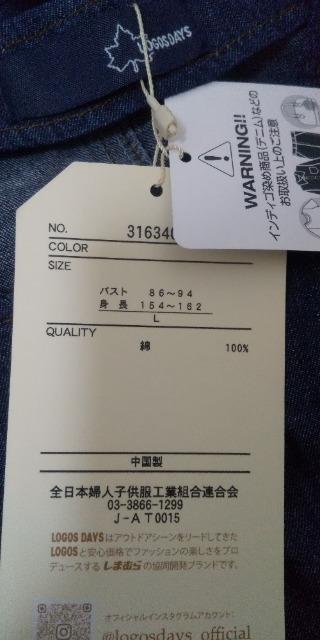 LOGOS DAYS
WARNING!!
インディゴ染め商品(デニム)などの
お取扱い上のご注意
NO. 31634
COLOR
SIZE
バスト 86~94
身長 154~162
L
QUALITY
綿 100%
中国製
全日本婦人子供服工業組合連合会
03-3866-1299
J-AT0015
LOGOS DAYSはアウトドアシーンをリードしてきた
LOGOSと安心価格でファッションの楽しさをプロ
デュースするしまむらの協同開発ブランドです。
オフィシャルインスタグラムアカウント:
@logosdays_official